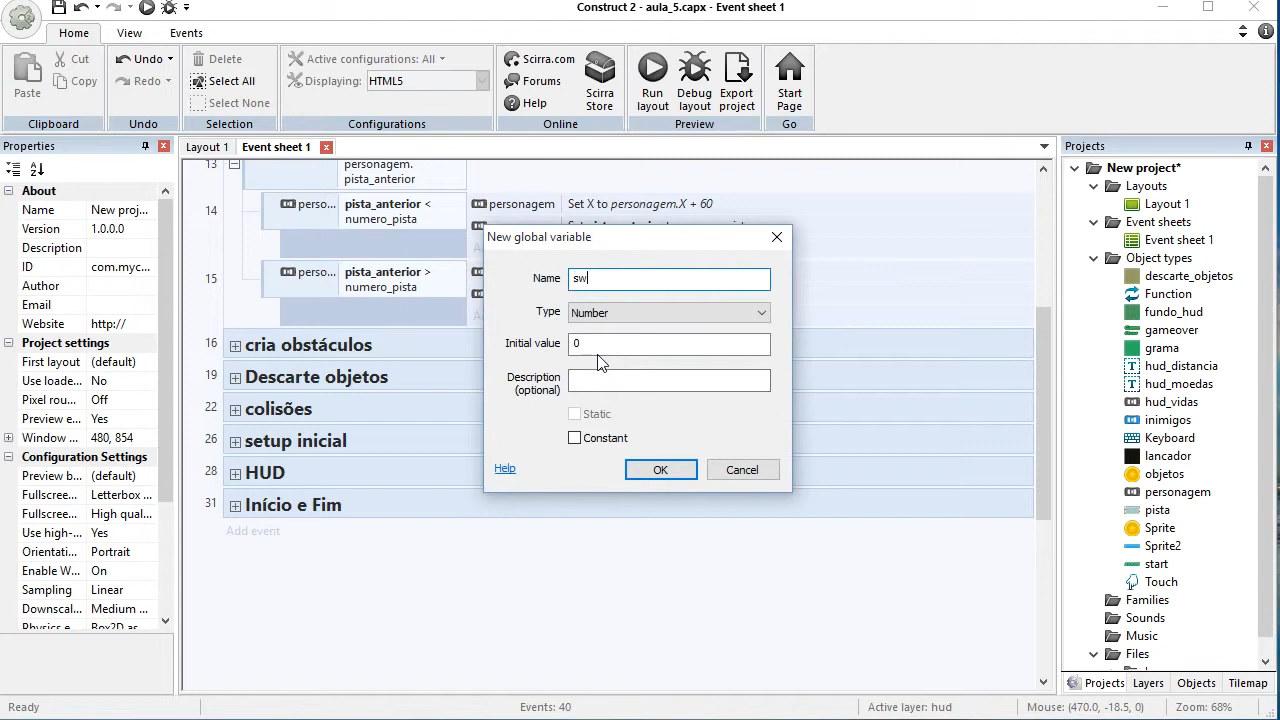 Construct 2 - aula_5.capx - Event sheet 1
Home View Events
Paste
Cut
Copy
Clipboard
Undo
Redo
Undo
Delete
Select All
Select None
Selection
Active configurations: All
Displaying: HTML5
Configurations
Scirra.com
Forums
Help
Scirra Store
Online
Run layout
Debug layout
Export project
Preview
Start Page
Go
Properties
About
Name New proj...
Version 1.0.0.0
Description
ID com.myc...
Author
Email
Website http://
Project settings
First layout (default)
Use loade... No
Pixel rou... Off
Preview e... Yes
Window ... 480, 854
Configuration Settings
Preview b... (default)
Fullscreen... Letterbox
Fullscreen... High qual...
Use high-... Yes
Orientati... Portrait
Enable W... On
Sampling Linear
Downscal... Medium
Physics e... Box2D as
Layout 1 Event sheet 1
13 personagem.
pista_anterior
14 perso... pista_anterior <
numero_pista
personagem Set X to personagem.X + 60
15 perso... pista_anterior >
numero_pista
16 cria obstáculos
19 Descarte objetos
22 colisões
26 setup inicial
28 HUD
31 Início e Fim
Add event
New global variable
Name sw
Type Number
Initial value 0
Description
(optional)
Static
Constant
Help OK Cancel
Projects
New project*
Layouts
Layout 1
Event sheets
Event sheet 1
Object types
descarte_objetos
Function
fundo_hud
gameover
grama
hud_distancia
hud_moedas
hud_vidas
inimigos
Keyboard
lancador
objetos
personagem
pista
Sprite
Sprite2
start
Touch
Families
Sounds
Music
Files
Projects Layers Objects Tilemap
Ready Events: 40 Active layer: hud Mouse: (470.0, -18.5, 0) Zoom: 68%